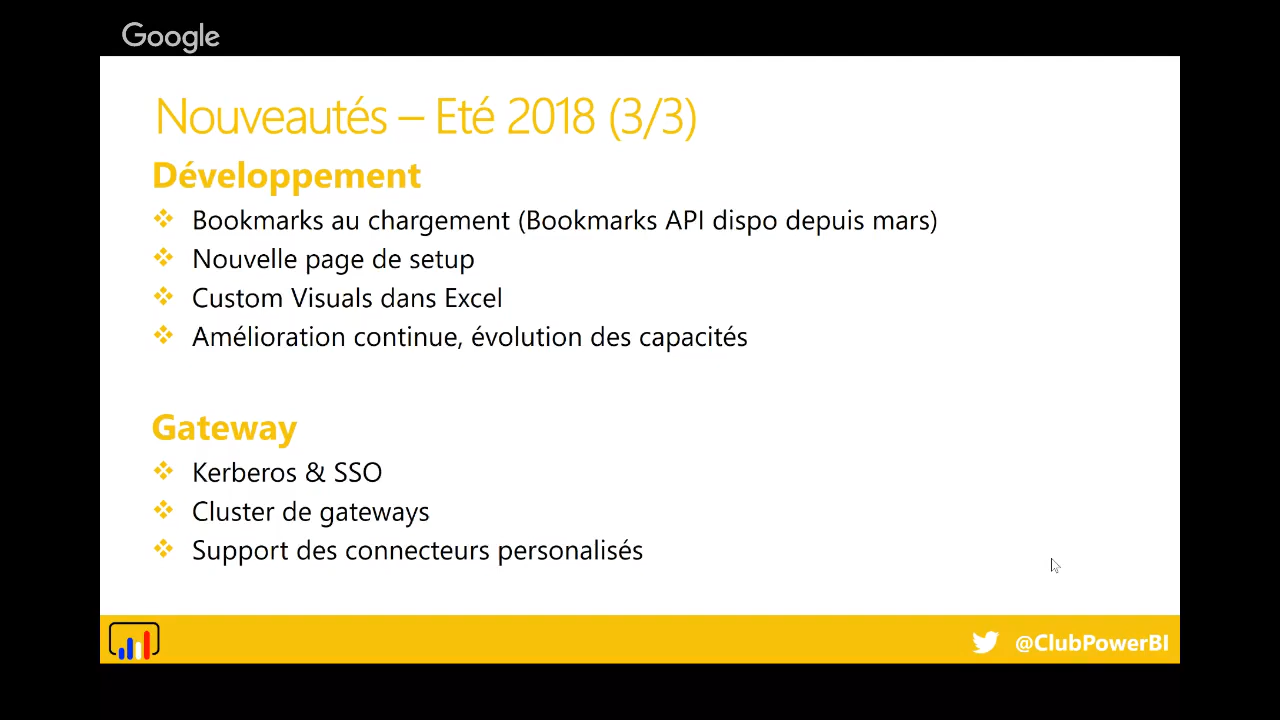 Google
Nouveautés – Eté 2018 (3/3)
Développement
Bookmarks au chargement (Bookmarks API dispo depuis mars)
Nouvelle page de setup
Custom Visuals dans Excel
Amélioration continue, évolution des capacités
Gateway
Kerberos & SSO
Cluster de gateways
Support des connecteurs personalisés
@ClubPowerBI